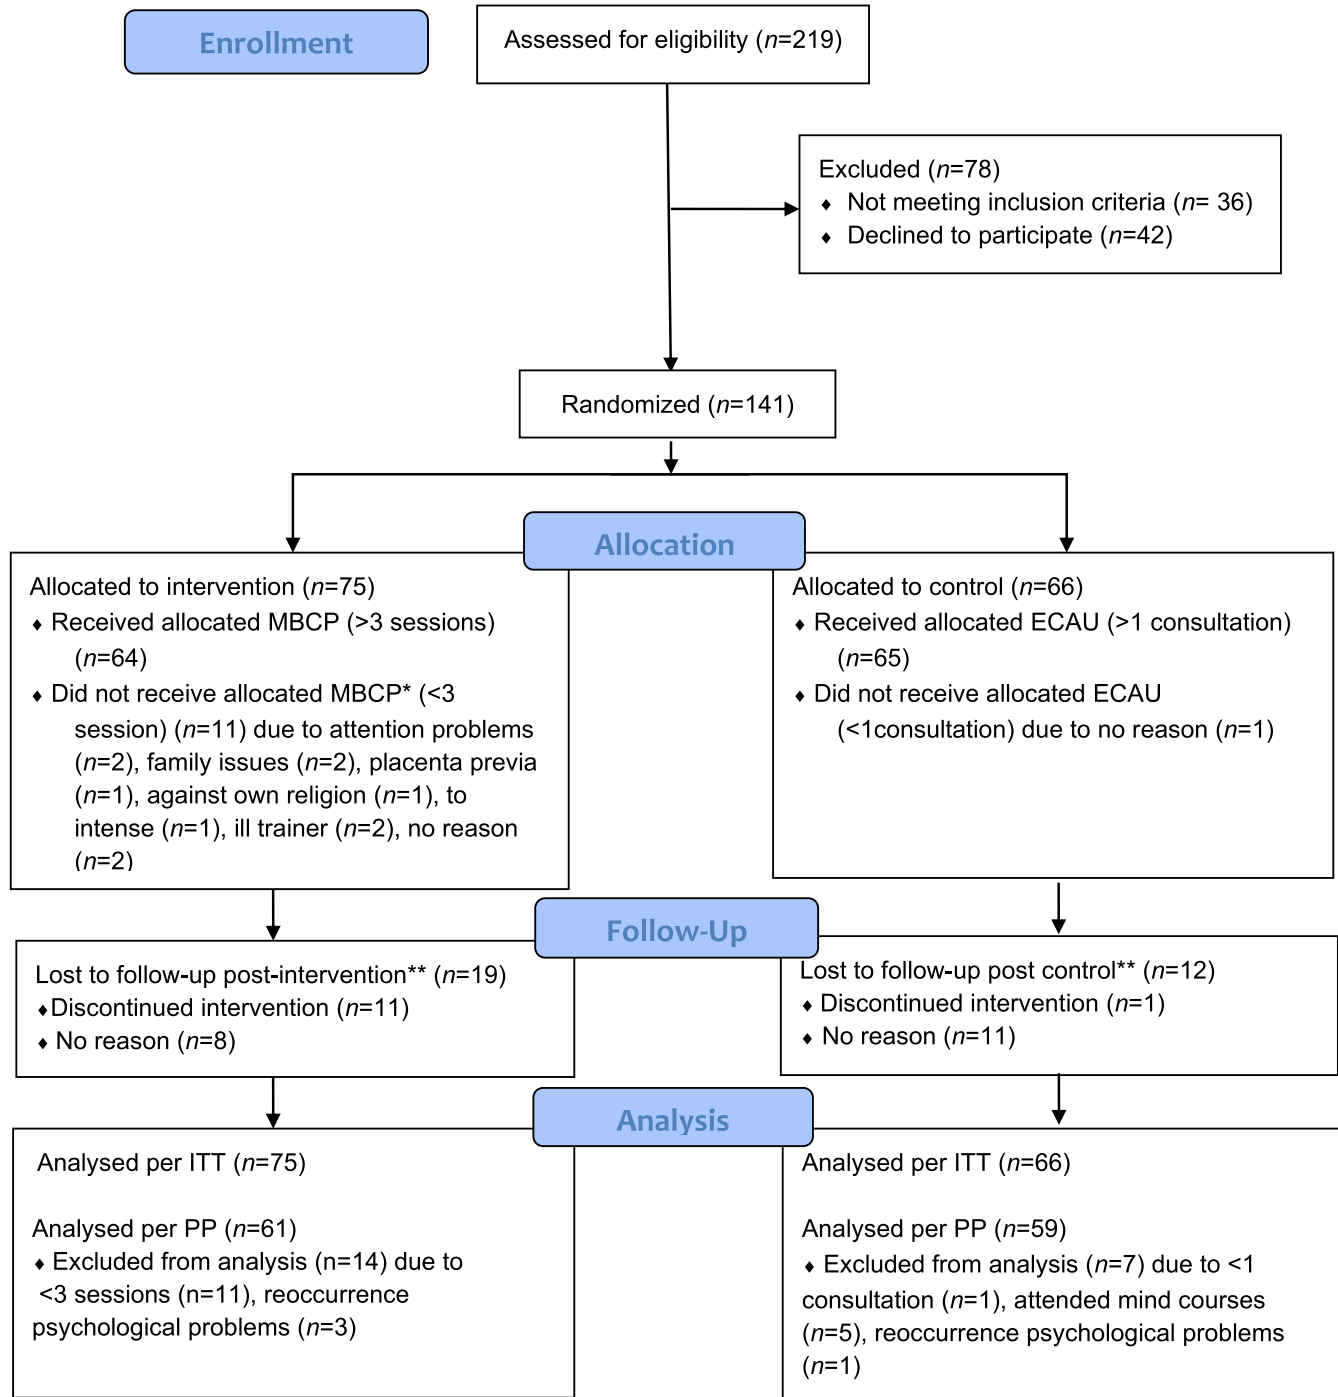 Enrollment
Assessed for eligibility (n=219)
Excluded (n=78)
♦ Not meeting inclusion criteria (n= 36)
♦ Declined to participate (n=42)
Randomized (n=141)
Allocation
Allocated to intervention (n=75)
♦ Received allocated MBCP (>3 sessions)
(n=64)
♦ Did not receive allocated MBCP* (<3
session) (n=11) due to attention problems
(n=2), family issues (n=2), placenta previa
(n=1), against own religion (n=1), to
intense (n=1), ill trainer (n=2), no reason
(n=2)
Allocated to control (n=66)
♦ Received allocated ECAU (>1 consultation)
(n=65)
♦ Did not receive allocated ECAU
(<1consultation) due to no reason (n=1)
Follow-Up
Lost to follow-up post-intervention** (n=19)
♦Discontinued intervention (n=11)
♦ No reason (n=8)
Lost to follow-up post control** (n=12)
♦ Discontinued intervention (n=1)
♦ No reason (n=11)
Analysis
Analysed per ITT (n=75)
Analysed per PP (n=61)
♦ Excluded from analysis (n=14) due to
<3 sessions (n=11), reoccurrence
psychological problems (n=3)
Analysed per ITT (n=66)
Analysed per PP (n=59)
♦ Excluded from analysis (n=7) due to <1
consultation (n=1), attended mind courses
(n=5), reoccurrence psychological problems
(n=1)